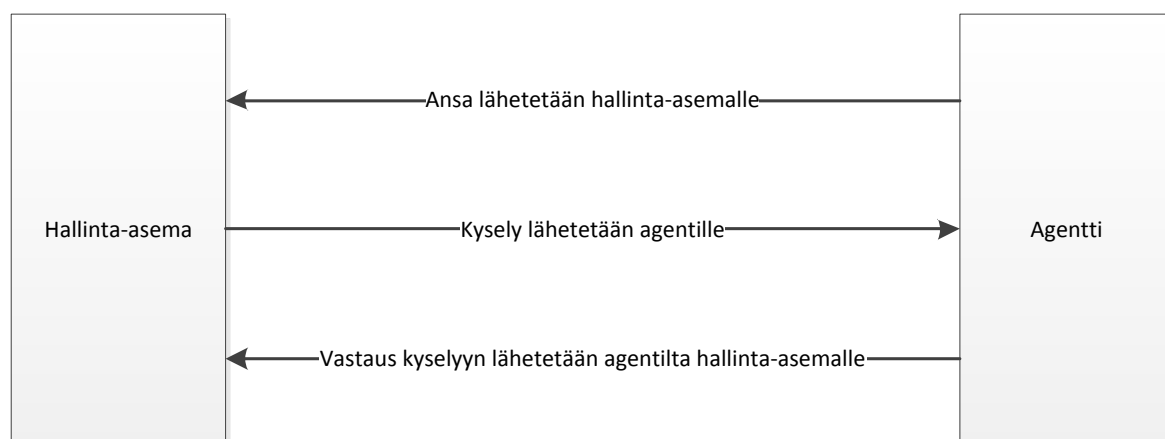 Ansa lähetetään hallinta-asemalle
Hallinta-asema
Kysely lähetetään agentille
Agentti
Vastaus kyselyyn lähetetään agentilta hallinta-asemalle